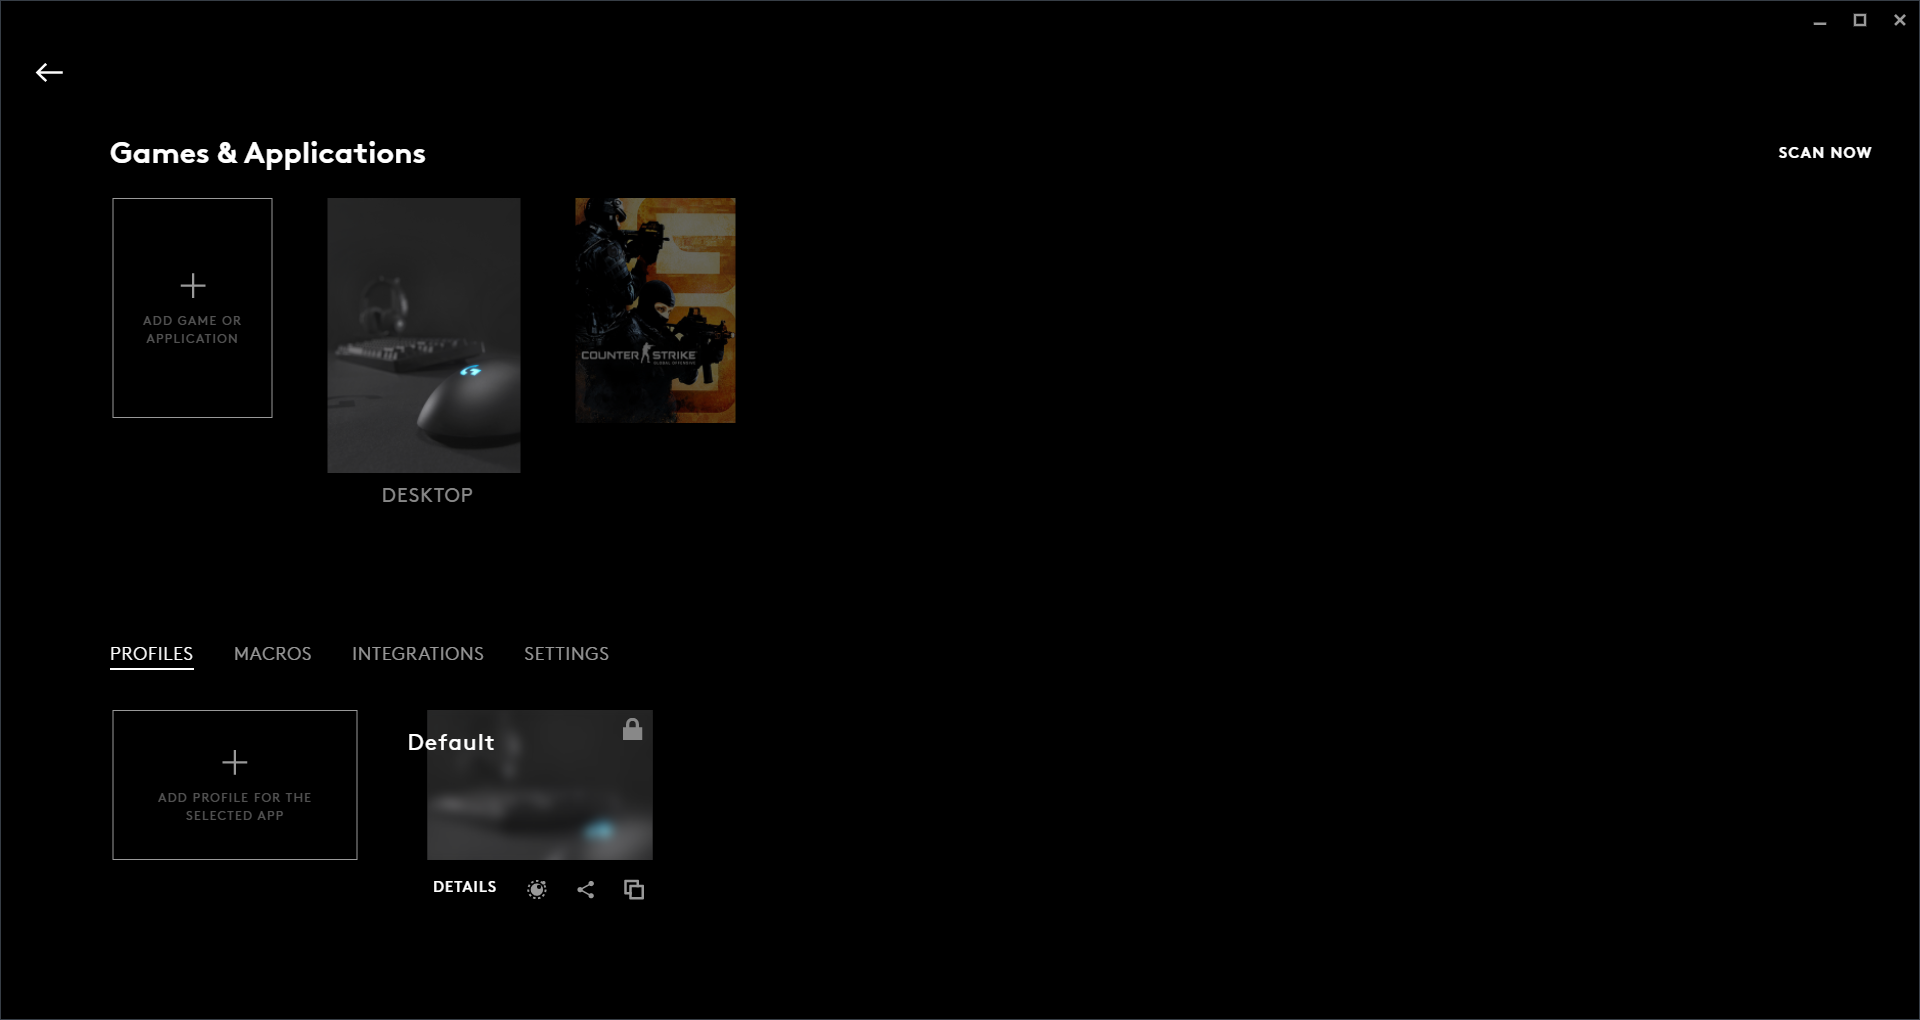 Games & Applications
SCAN NOW
ADD GAME OR
APPLICATION
COUNTER STRIKE
DESKTOP
PROFILES
MACROS
INTEGRATIONS
SETTINGS
ADD PROFILE FOR THE
SELECTED APP
Default
DETAILS